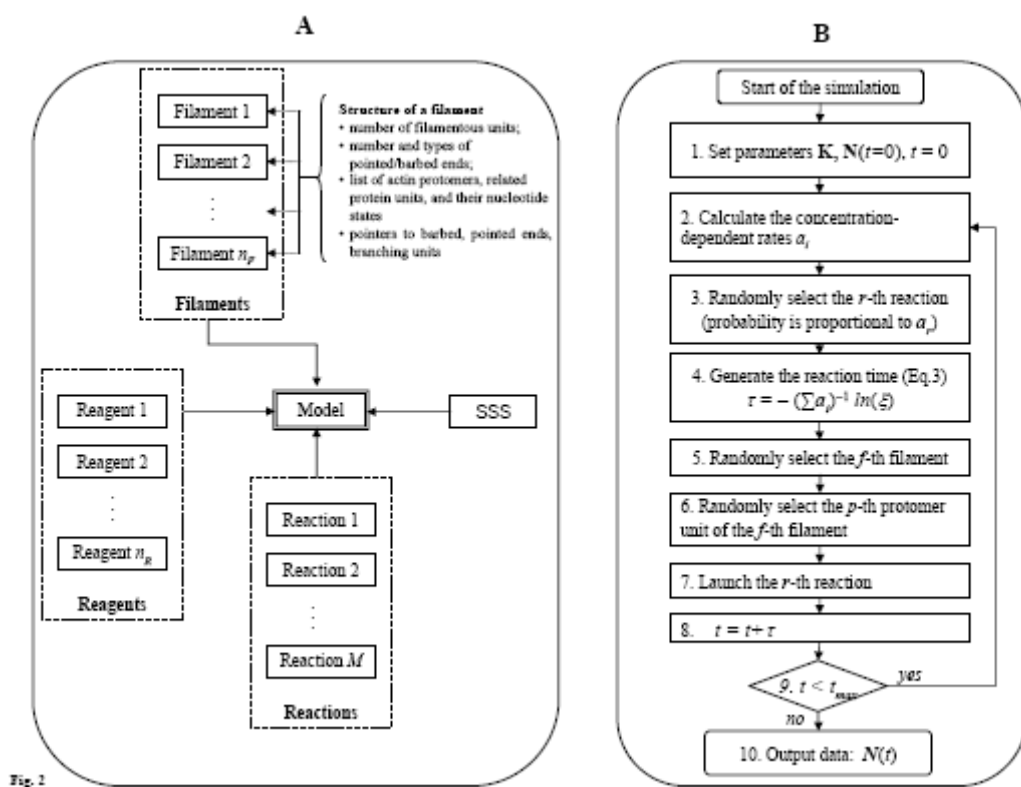 A
Filament 1
Filament 2
⋮
Filament n_F
Filaments
Structure of a filament
• number of filamentous units;
• number and types of
pointed/barbed ends;
• list of actin protomers, related
protein units, and their nucleotide
states
• pointers to barbed, pointed ends,
branching units
Reagent 1
Reagent 2
⋮
Reagent n_R
Reagents
Model
SSS
Reaction 1
Reaction 2
⋮
Reaction M
Reactions
Fig. 2
B
Start of the simulation
1. Set parameters K, N(t=0), t = 0
2. Calculate the concentration-
dependent rates a_i
3. Randomly select the r-th reaction
(probability is proportional to a_r)
4. Generate the reaction time (Eq.3)
τ = − (∑a_i)⁻¹ ln(ξ)
5. Randomly select the f-th filament
6. Randomly select the p-th protomer
unit of the f-th filament
7. Launch the r-th reaction
8. t = t+ τ
9. t < t_max
yes
no
10. Output data: N(t)